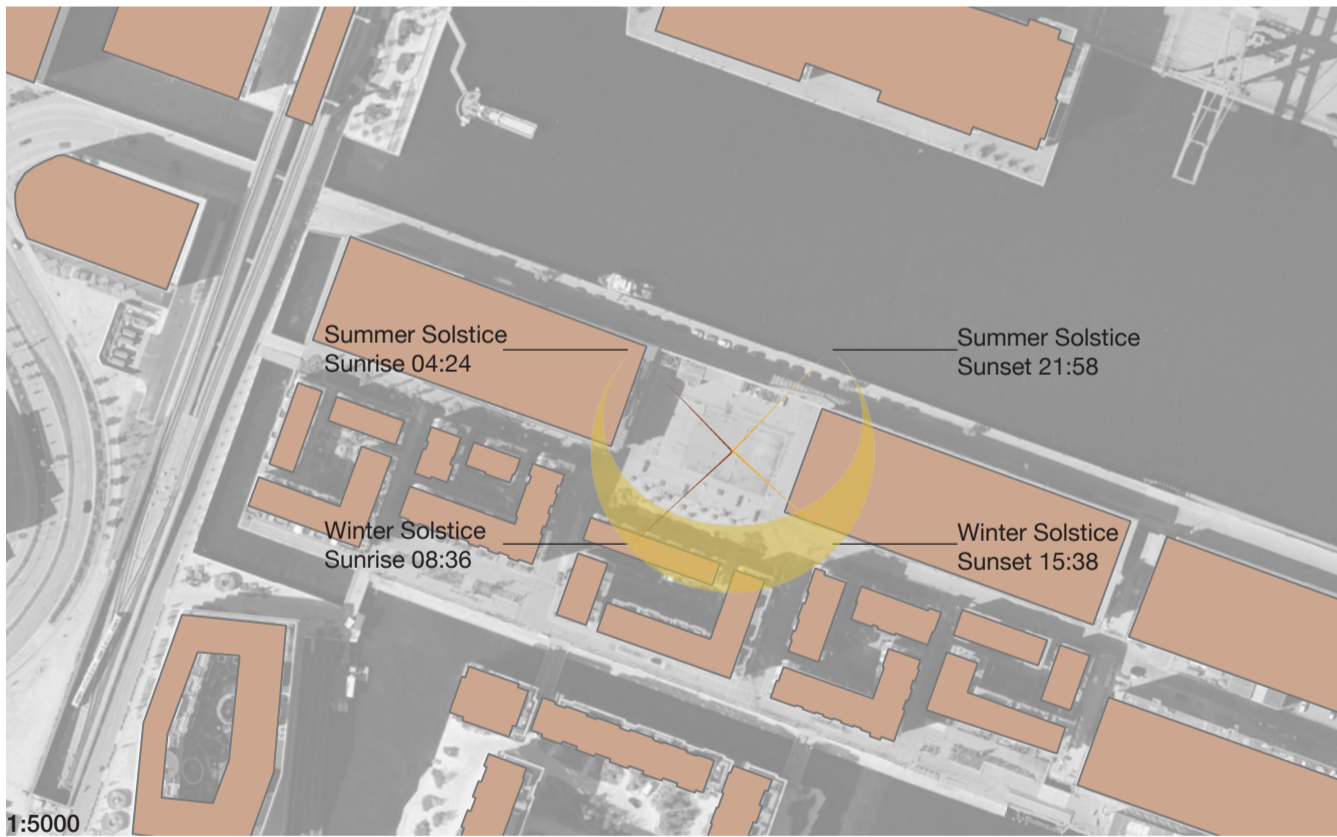 Summer Solstice
Sunrise 04:24
Summer Solstice
Sunset 21:58
Winter Solstice
Sunrise 08:36
Winter Solstice
Sunset 15:38
1:5000